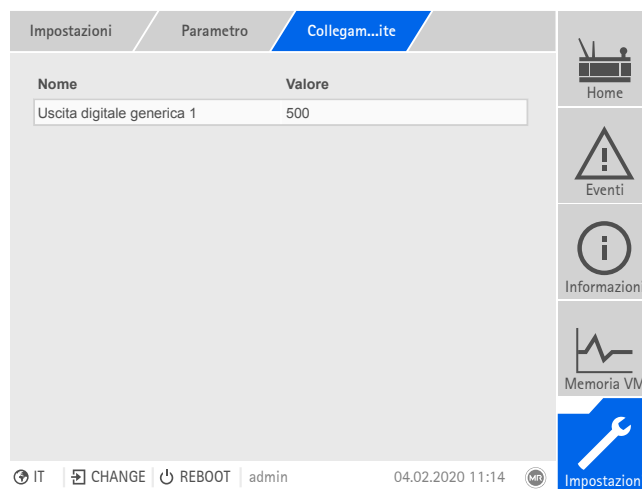 Impostazioni Parametro Collegam...ite
Nome Valore
Uscita digitale generica 1 500
Home
Eventi
Informazion
Memoria VM
Impostazion
IT CHANGE REBOOT admin 04.02.2020 11:14 MR